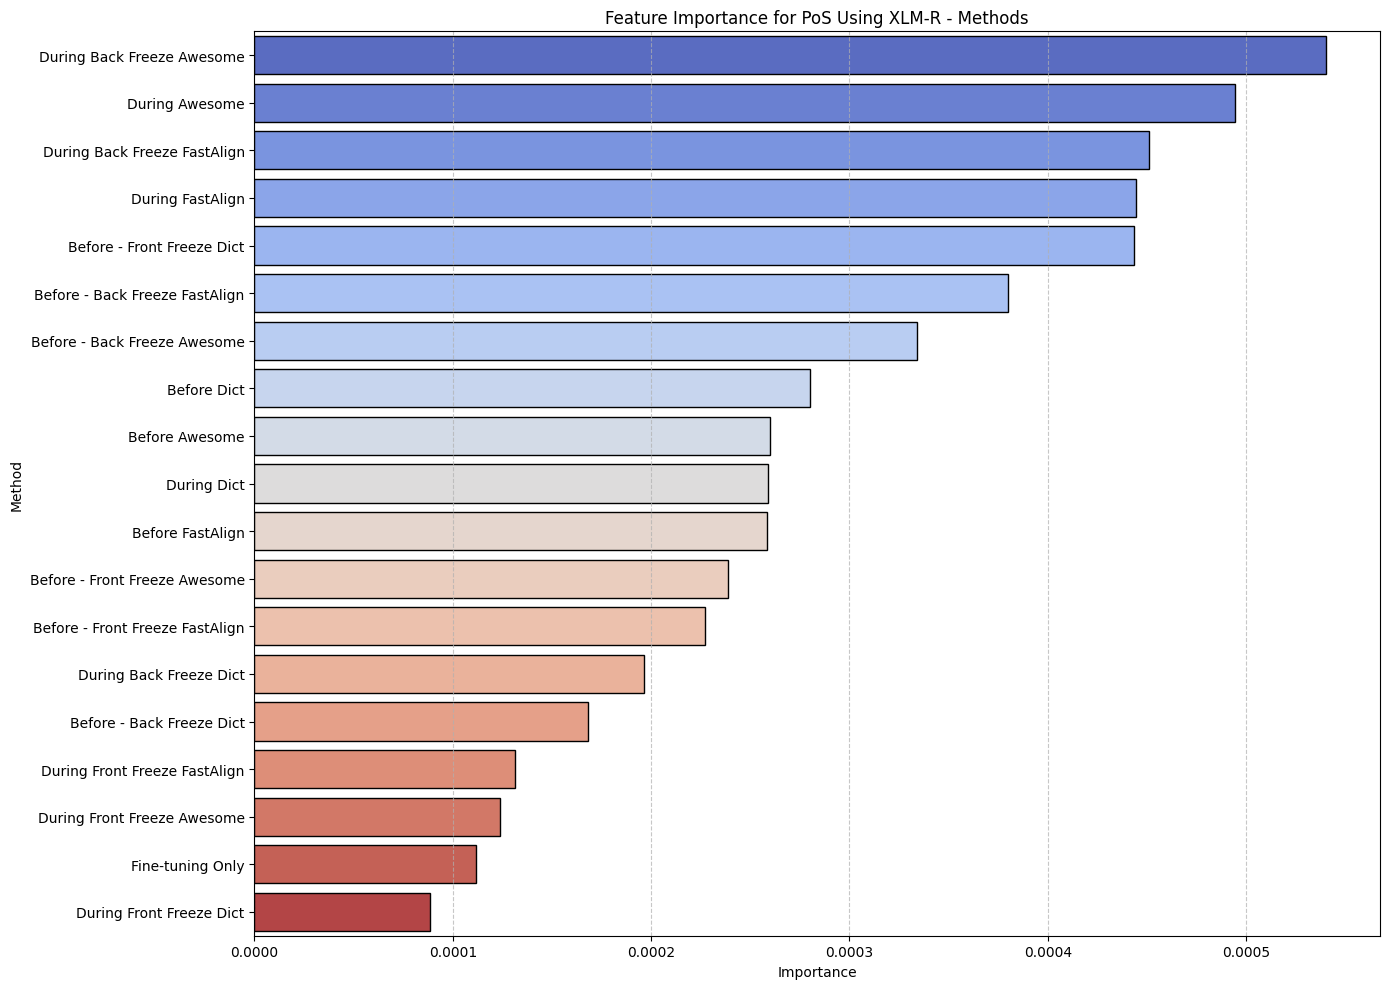 Feature Importance for PoS Using XLM-R - Methods
During Back Freeze Awesome
During Awesome
During Back Freeze FastAlign
During FastAlign
Before - Front Freeze Dict
Before - Back Freeze FastAlign
Before - Back Freeze Awesome
Before Dict
Before Awesome
During Dict
Before FastAlign
Before - Front Freeze Awesome
Before - Front Freeze FastAlign
During Back Freeze Dict
Before - Back Freeze Dict
During Front Freeze FastAlign
During Front Freeze Awesome
Fine-tuning Only
During Front Freeze Dict
Method
0.0000 0.0001 0.0002 0.0003 0.0004 0.0005
Importance